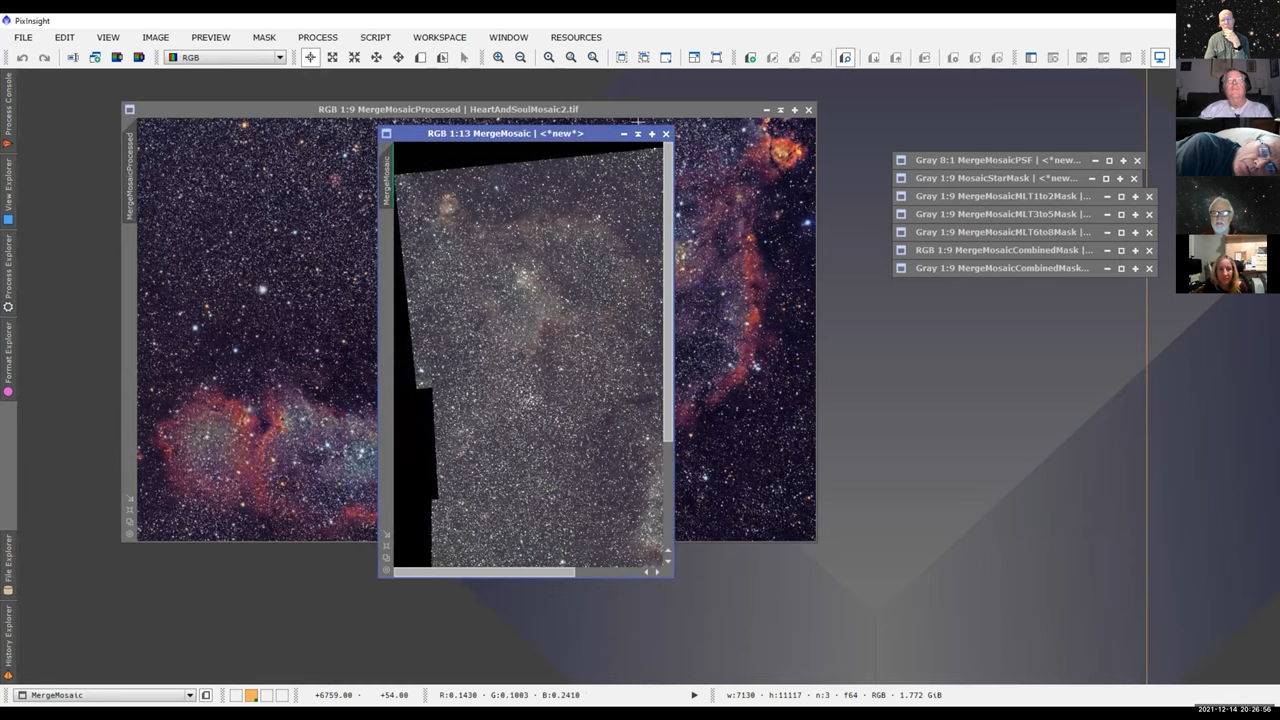 PixInsight
FILE EDIT VIEW IMAGE PREVIEW MASK PROCESS SCRIPT WORKSPACE WINDOW RESOURCES
RGB
Process Console
View Explorer
Process Explorer
Format Explorer
File Explorer
History Explorer
RGB 1:9 MergeMosaicProcessed | HeartAndSoulMosaic2.tif
MergeMosaicProcessed
RGB 1:13 MergeMosaic | <*new*>
MergeMosaic
Gray 8:1 MergeMosaicPSF | <*new...
Gray 1:9 MosaicStarMask | <*new...
Gray 1:9 MergeMosaicMLT1to2Mask |...
Gray 1:9 MergeMosaicMLT3to5Mask |...
Gray 1:9 MergeMosaicMLT6to8Mask |...
RGB 1:9 MergeMosaicCombinedMask |...
Gray 1:9 MergeMosaicCombinedMask...
MergeMosaic +6759.00 · +54.00 R:0.1430 · G:0.1003 · B:0.2410 w:7130 · h:11117 · n:3 · f64 · RGB · 1.772 GiB
2021-12-14 20:26:56